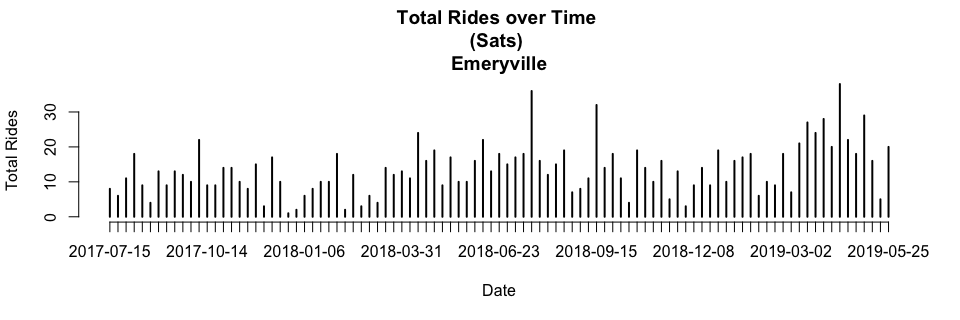 Total Rides over Time
(Sats)
Emeryville
Total Rides
30
20
10
0
2017-07-15 2017-10-14 2018-01-06 2018-03-31 2018-06-23 2018-09-15 2018-12-08 2019-03-02 2019-05-25
Date